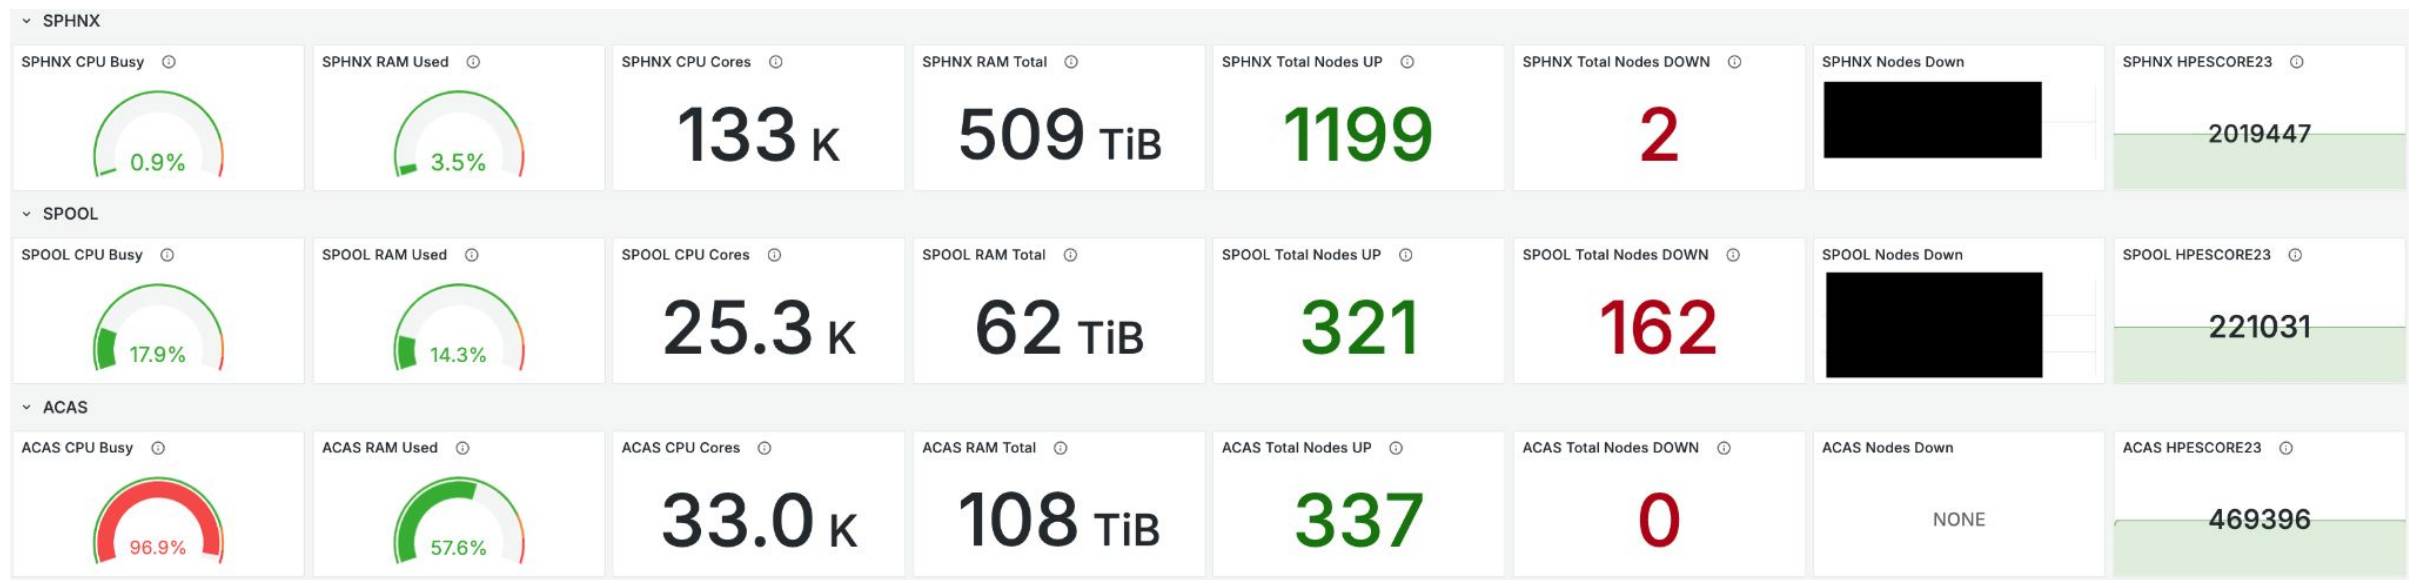 SPHNX
SPHNX CPU Busy
0.9%
SPHNX RAM Used
3.5%
SPHNX CPU Cores
133 K
SPHNX RAM Total
509 TiB
SPHNX Total Nodes UP
1199
SPHNX Total Nodes DOWN
2
SPHNX Nodes Down
SPHNX HPESCORE23
2019447
SPOOL
SPOOL CPU Busy
17.9%
SPOOL RAM Used
14.3%
SPOOL CPU Cores
25.3 K
SPOOL RAM Total
62 TiB
SPOOL Total Nodes UP
321
SPOOL Total Nodes DOWN
162
SPOOL Nodes Down
SPOOL HPESCORE23
221031
ACAS
ACAS CPU Busy
96.9%
ACAS RAM Used
57.6%
ACAS CPU Cores
33.0 K
ACAS RAM Total
108 TiB
ACAS Total Nodes UP
337
ACAS Total Nodes DOWN
0
ACAS Nodes Down
NONE
ACAS HPESCORE23
469396